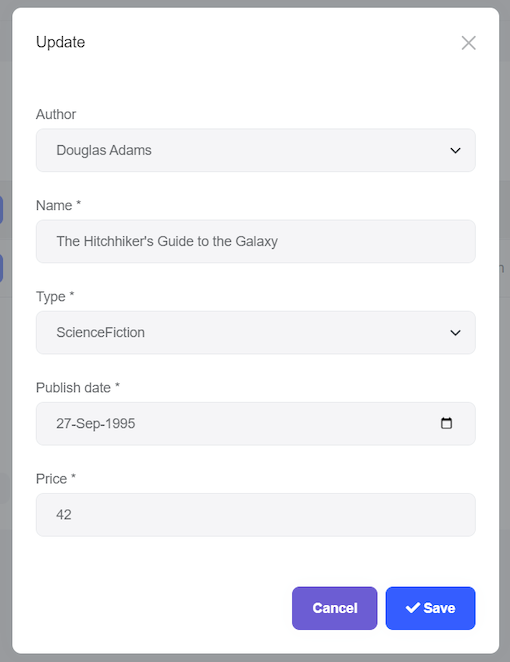 Update
Author
Douglas Adams
Name *
The Hitchhiker's Guide to the Galaxy
Type *
ScienceFiction
Publish date *
27-Sep-1995
Price *
42
Cancel
Save